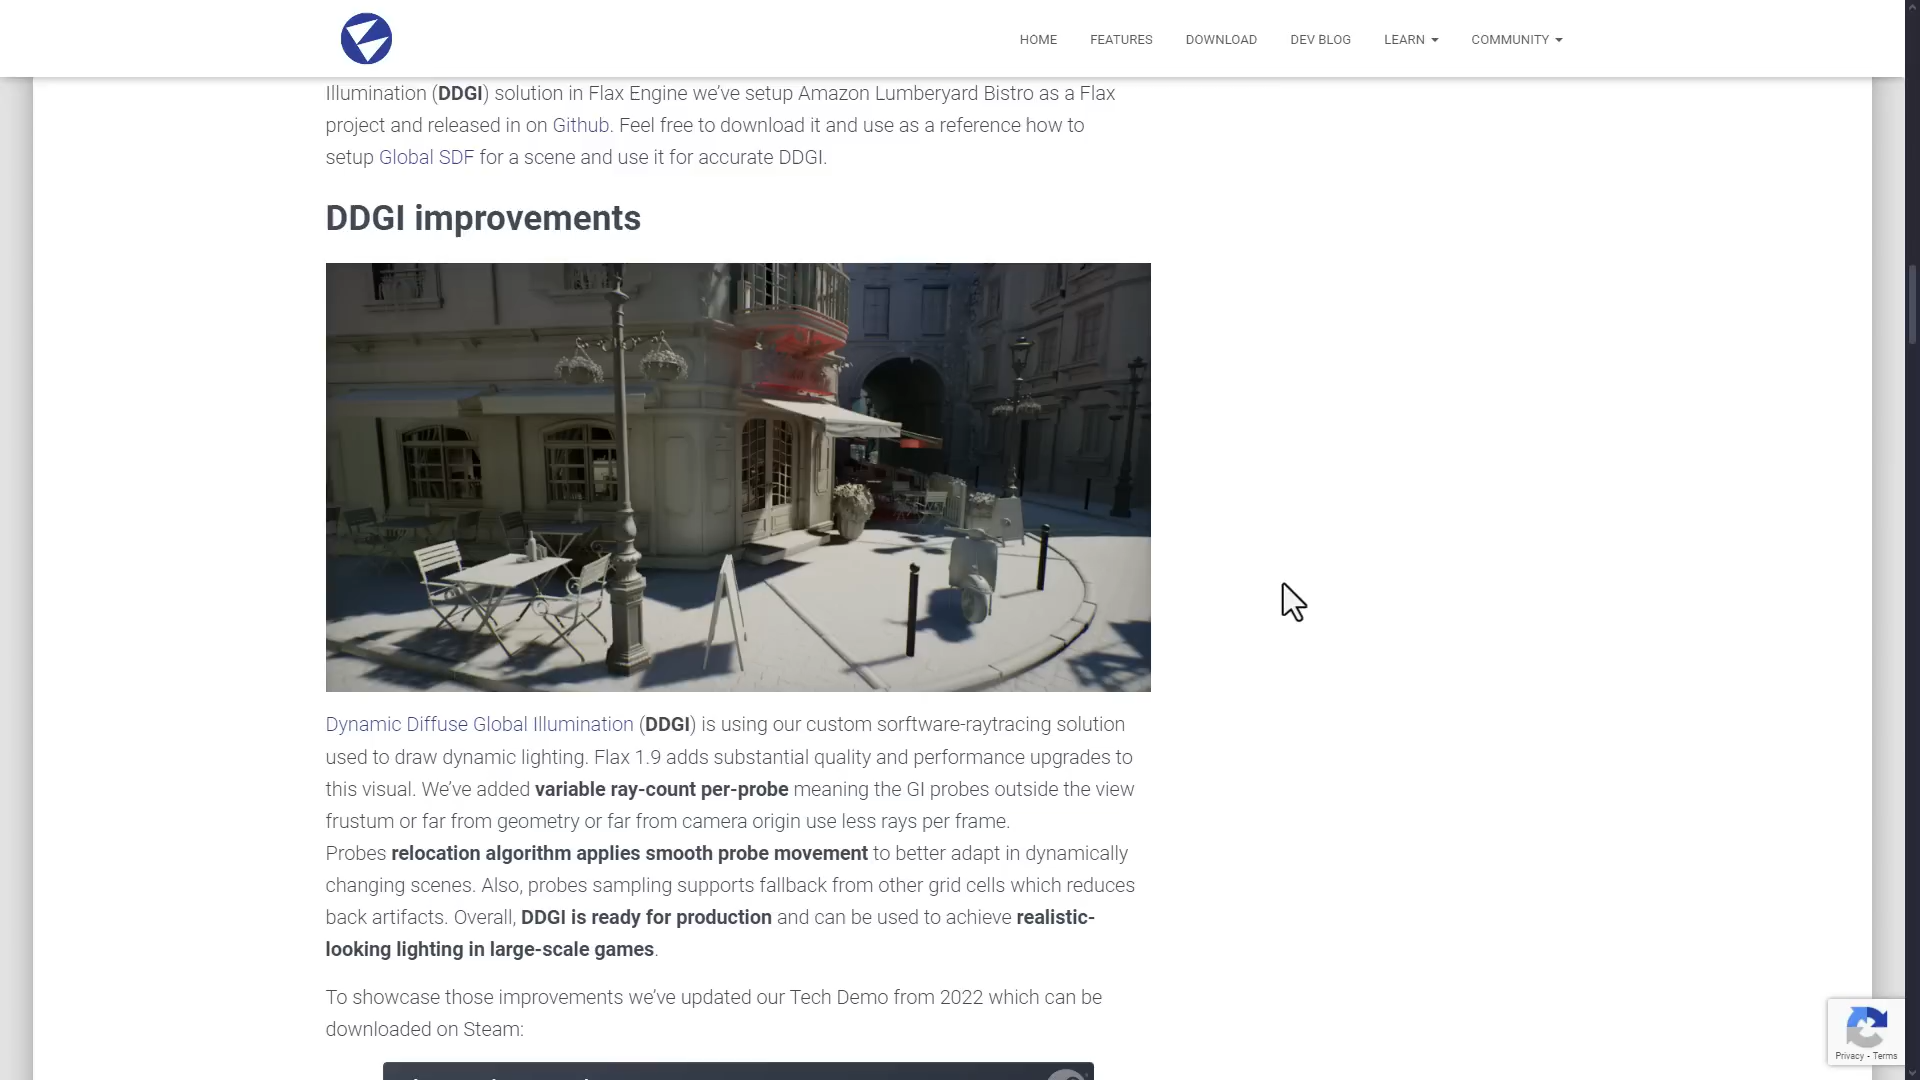 HOME FEATURES DOWNLOAD DEV BLOG LEARN COMMUNITY
Illumination (DDGI) solution in Flax Engine we’ve setup Amazon Lumberyard Bistro as a Flax
project and released in on Github. Feel free to download it and use as a reference how to
setup Global SDF for a scene and use it for accurate DDGI.
DDGI improvements
Dynamic Diffuse Global Illumination (DDGI) is using our custom sorftware-raytracing solution
used to draw dynamic lighting. Flax 1.9 adds substantial quality and performance upgrades to
this visual. We’ve added variable ray-count per-probe meaning the GI probes outside the view
frustum or far from geometry or far from camera origin use less rays per frame.
Probes relocation algorithm applies smooth probe movement to better adapt in dynamically
changing scenes. Also, probes sampling supports fallback from other grid cells which reduces
back artifacts. Overall, DDGI is ready for production and can be used to achieve realistic-
looking lighting in large-scale games.
To showcase those improvements we’ve updated our Tech Demo from 2022 which can be
downloaded on Steam:
Privacy - Terms